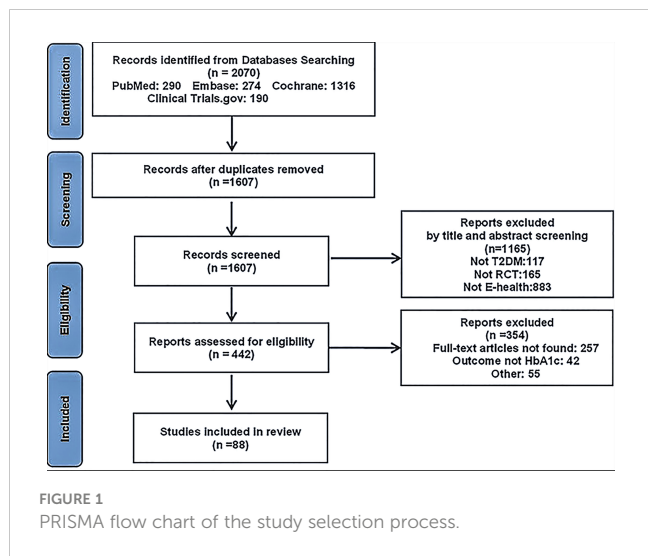 Identification
Records identified from Databases Searching
(n = 2070)
PubMed: 290 Embase: 274 Cochrane: 1316
Clinical Trials.gov: 190
Screening
Records after duplicates removed
(n =1607)
Records screened
(n =1607)
Reports excluded
by title and abstract screening
(n=1165)
Not T2DM:117
Not RCT:165
Not E-health:883
Eligibility
Reports assessed for eligibility
(n = 442)
Reports excluded
(n =354)
Full-text articles not found: 257
Outcome not HbA1c: 42
Other: 55
Included
Studies included in review
(n =88)
FIGURE 1
PRISMA flow chart of the study selection process.